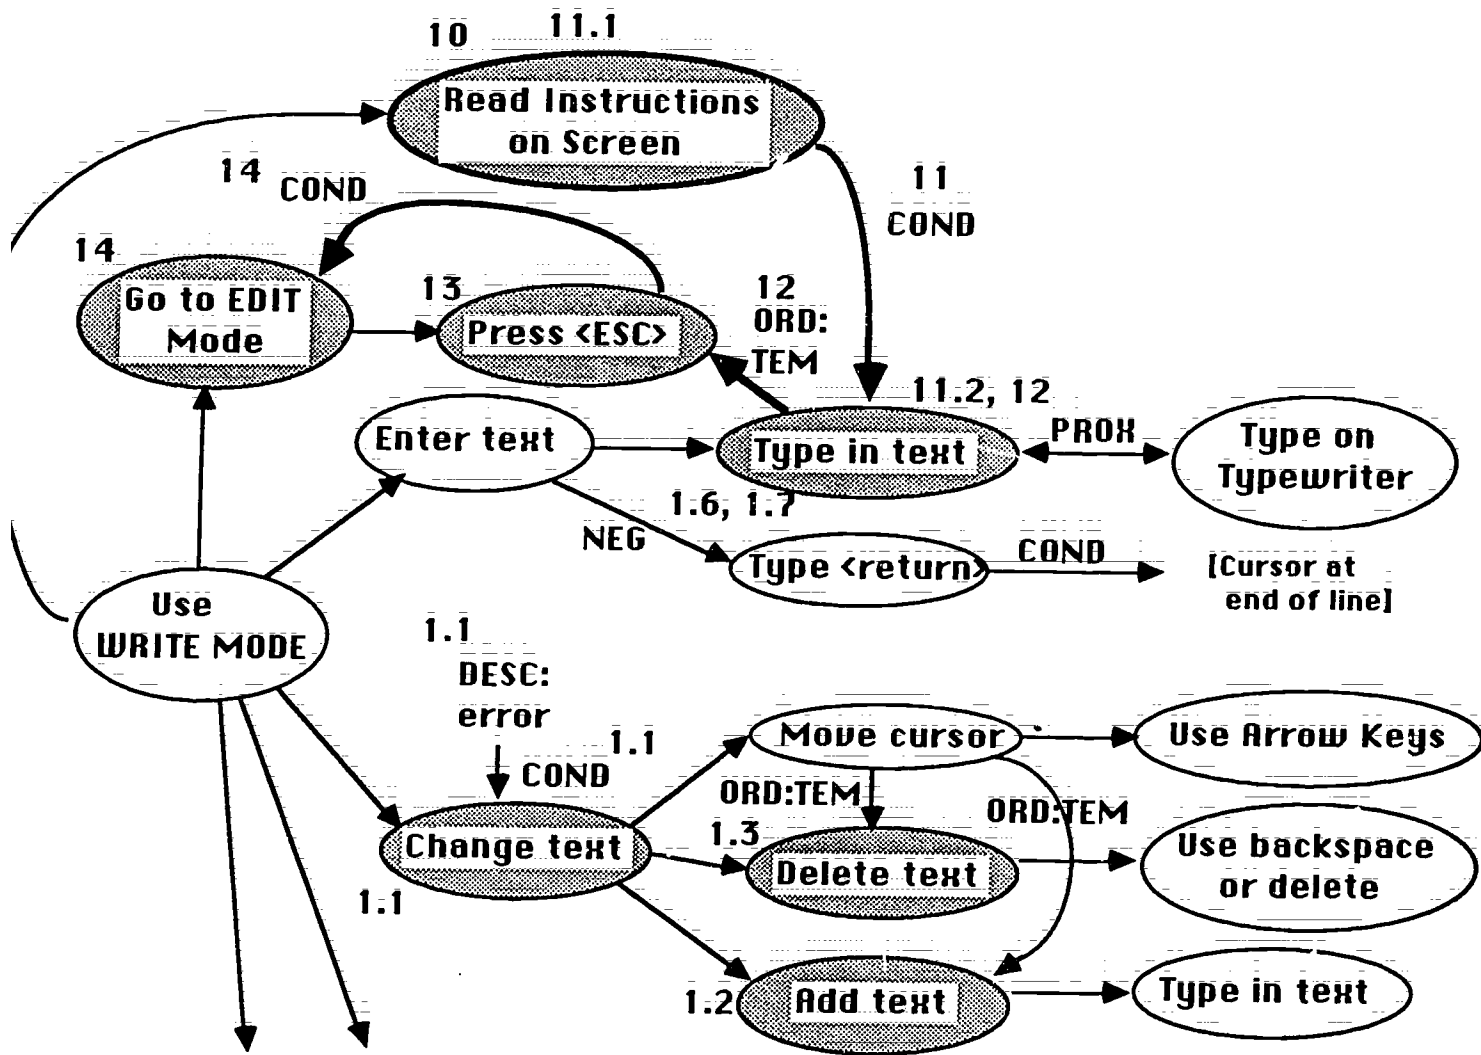 10
11.1
Read Instructions
on Screen
14
COND
11
COND
14
Go to EDIT
Mode
13
Press <ESC>
12
ORD:
TEM
11.2, 12
Enter text
Type in text
PROX
Type on
Typewriter
1.6, 1.7
NEG
Type <return>
COND
[Cursor at
end of line]
Use
WRITE MODE
1.1
DESC:
error
1.1
COND
Move cursor
Use Arrow Keys
ORD:TEM
ORD:TEM
1.3
Change text
Delete text
Use backspace
or delete
1.1
1.2
Add text
Type in text